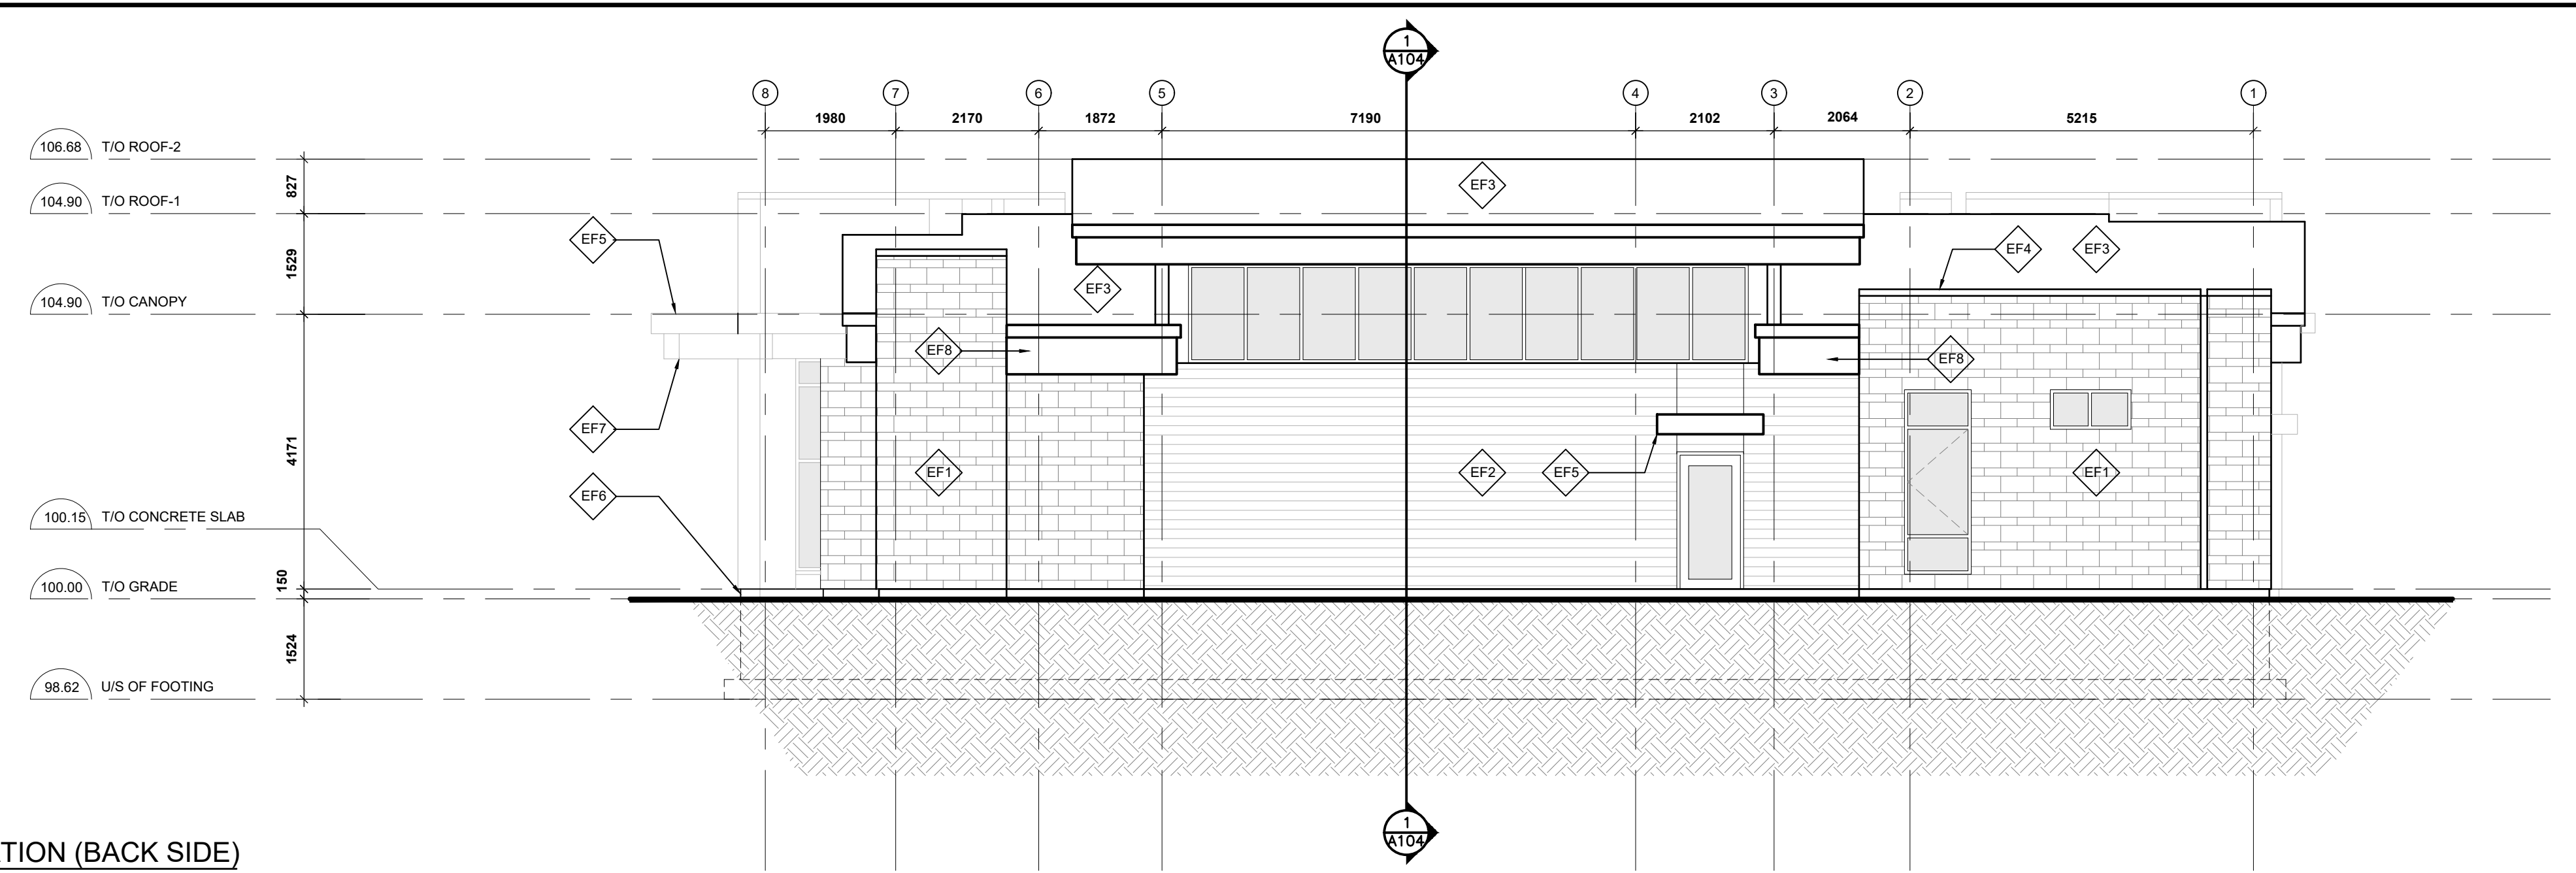 1
A104
8 7 6 5 4 3 2 1
1980 2170 1872 7190 2102 2064 5215
106.68 T/O ROOF-2
827
EF3
104.90 T/O ROOF-1
EF5
1529
EF4 EF3
EF3
104.90 T/O CANOPY
EF8
EF8
EF7
4171
EF1
EF2 EF5
EF1
EF6
100.15 T/O CONCRETE SLAB
150
100.00 T/O GRADE
1524
98.62 U/S OF FOOTING
1
A104
ATION (BACK SIDE)